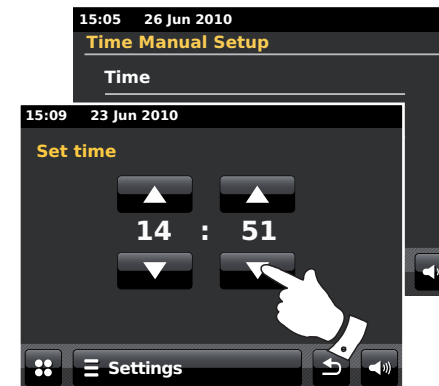 15:05 26 Jun 2010
Time Manual Setup
Time
15:09 23 Jun 2010
Set time
14 : 51
Settings